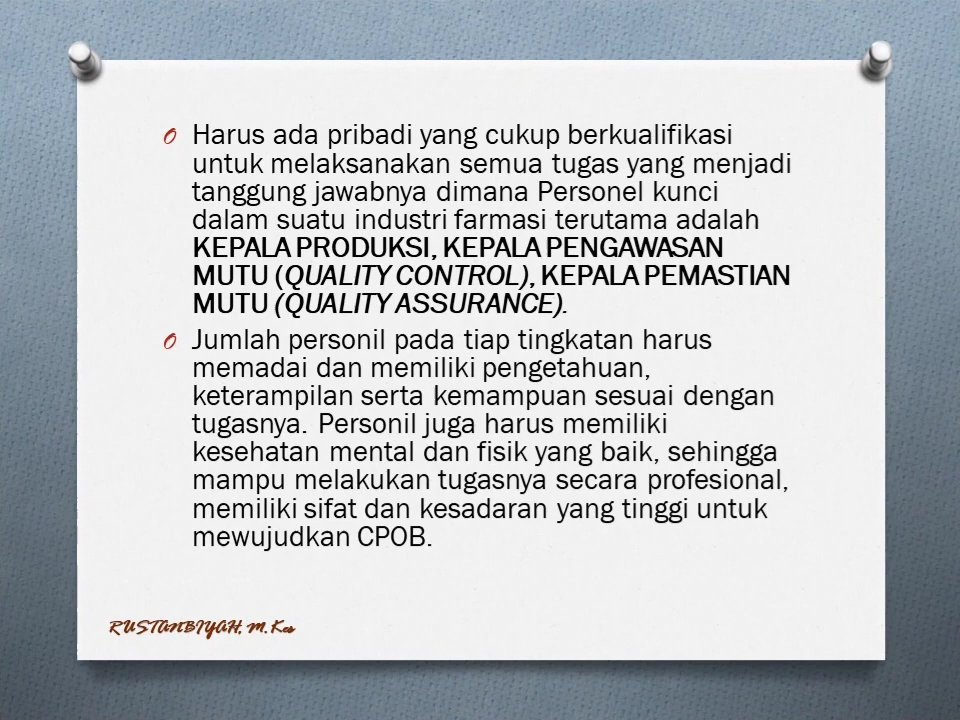 O Harus ada pribadi yang cukup berkualifikasi
untuk melaksanakan semua tugas yang menjadi
tanggung jawabnya dimana Personel kunci
dalam suatu industri farmasi terutama adalah
KEPALA PRODUKSI, KEPALA PENGAWASAN
MUTU (QUALITY CONTROL), KEPALA PEMASTIAN
MUTU (QUALITY ASSURANCE).
O Jumlah personil pada tiap tingkatan harus
memadai dan memiliki pengetahuan,
keterampilan serta kemampuan sesuai dengan
tugasnya. Personil juga harus memiliki
kesehatan mental dan fisik yang baik, sehingga
mampu melakukan tugasnya secara profesional,
memiliki sifat dan kesadaran yang tinggi untuk
mewujudkan CPOB.
RUSTANBIYAH, M.Kes